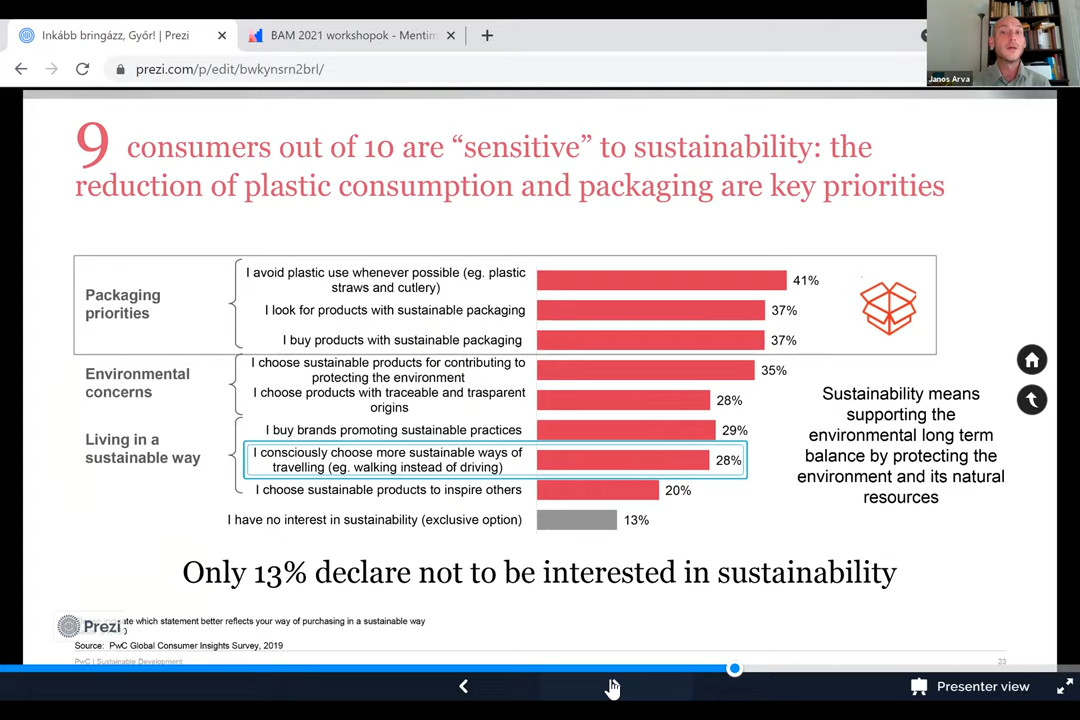 Inkább bringázz, Győr! | Prezi
BAM 2021 workshopok - Mentim
prezi.com/p/edit/bwkynsrn2brl/
Janos Arva
9 consumers out of 10 are “sensitive” to sustainability: the
reduction of plastic consumption and packaging are key priorities
Packaging
priorities
I avoid plastic use whenever possible (eg. plastic
straws and cutlery)
41%
I look for products with sustainable packaging
37%
I buy products with sustainable packaging
37%
Environmental
concerns
I choose sustainable products for contributing to
protecting the environment
35%
I choose products with traceable and trasparent
origins
28%
Living in a
sustainable way
I buy brands promoting sustainable practices
29%
I consciously choose more sustainable ways of
travelling (eg. walking instead of driving)
28%
I choose sustainable products to inspire others
20%
I have no interest in sustainability (exclusive option)
13%
Sustainability means
supporting the
environmental long term
balance by protecting the
environment and its natural
resources
Only 13% declare not to be interested in sustainability
which statement better reflects your way of purchasing in a sustainable way
Prezi
Source: PwC Global Consumer Insights Survey, 2019
PwC | Sustainable Development
23
Presenter view